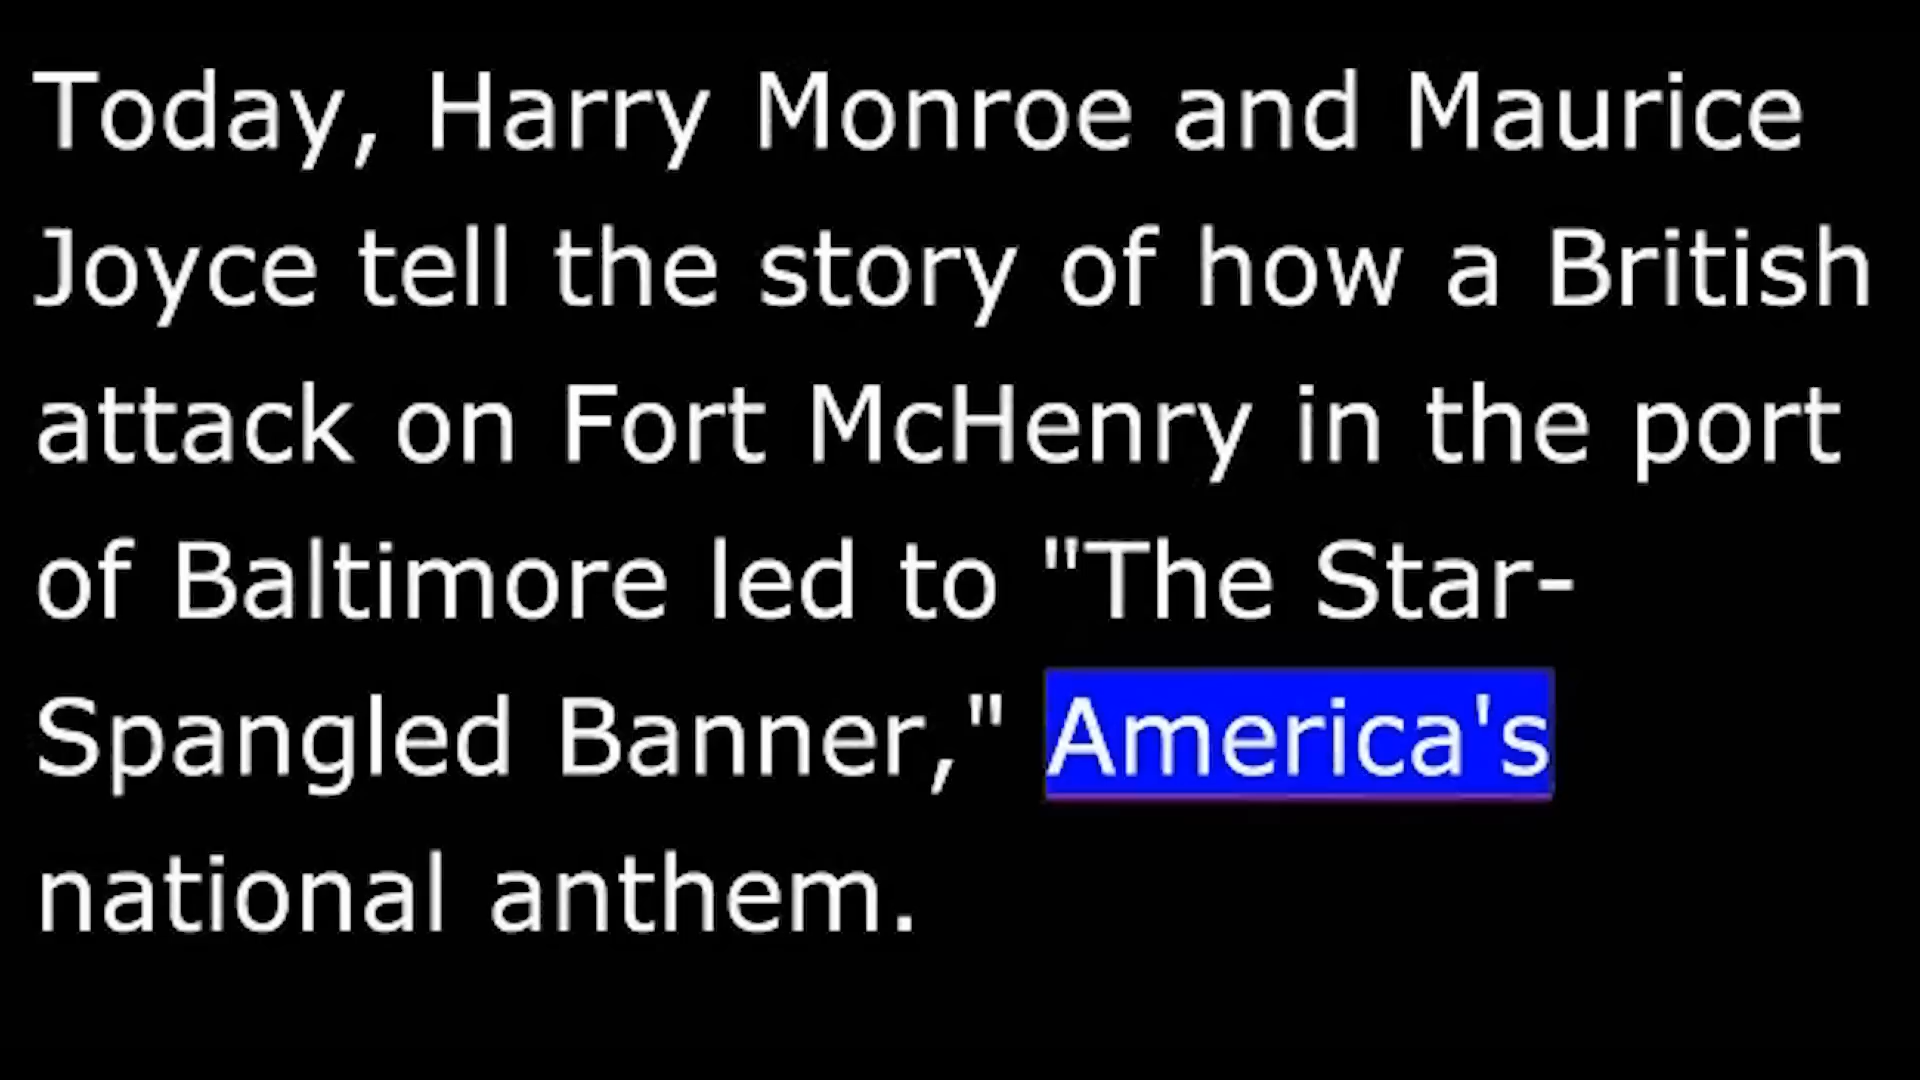 Today, Harry Monroe and Maurice
Joyce tell the story of how a British
attack on Fort McHenry in the port
of Baltimore led to "The Star-
Spangled Banner," America's
national anthem.